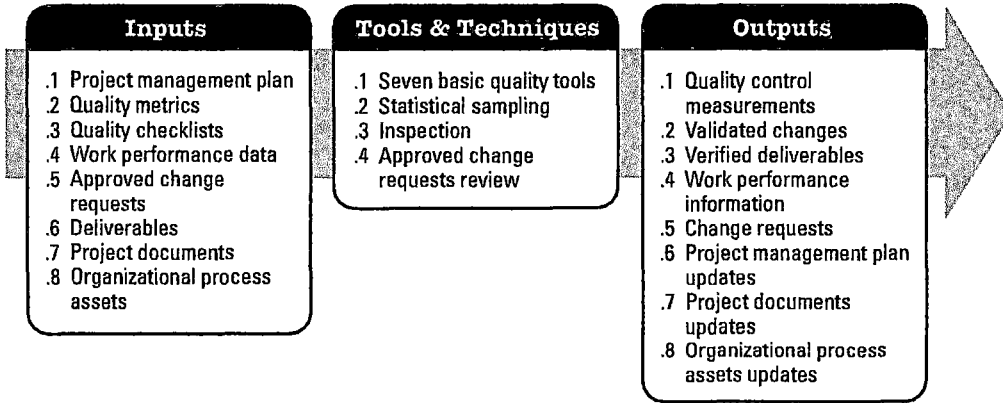 Inputs
.1 Project management plan
.2 Quality metrics
.3 Quality checklists
.4 Work performance data
.5 Approved change
requests
.6 Deliverables
.7 Project documents
.8 Organizational process
assets
Tools & Techniques
.1 Seven basic quality tools
.2 Statistical sampling
.3 Inspection
.4 Approved change
requests review
Outputs
.1 Quality control
measurements
.2 Validated changes
.3 Verified deliverables
.4 Work performance
information
.5 Change requests
.6 Project management plan
updates
.7 Project documents
updates
.8 Organizational process
assets updates